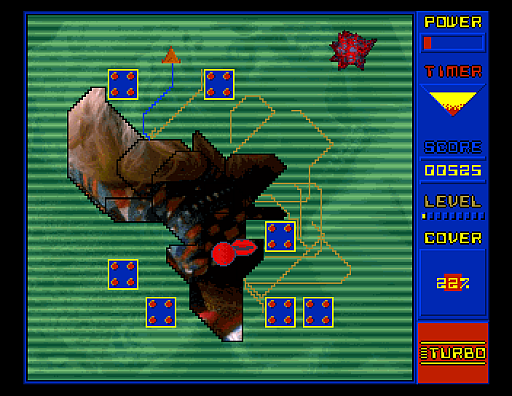 POWER
TIMER
SCORE
00525
LEVEL
COVER
22%
TURBO